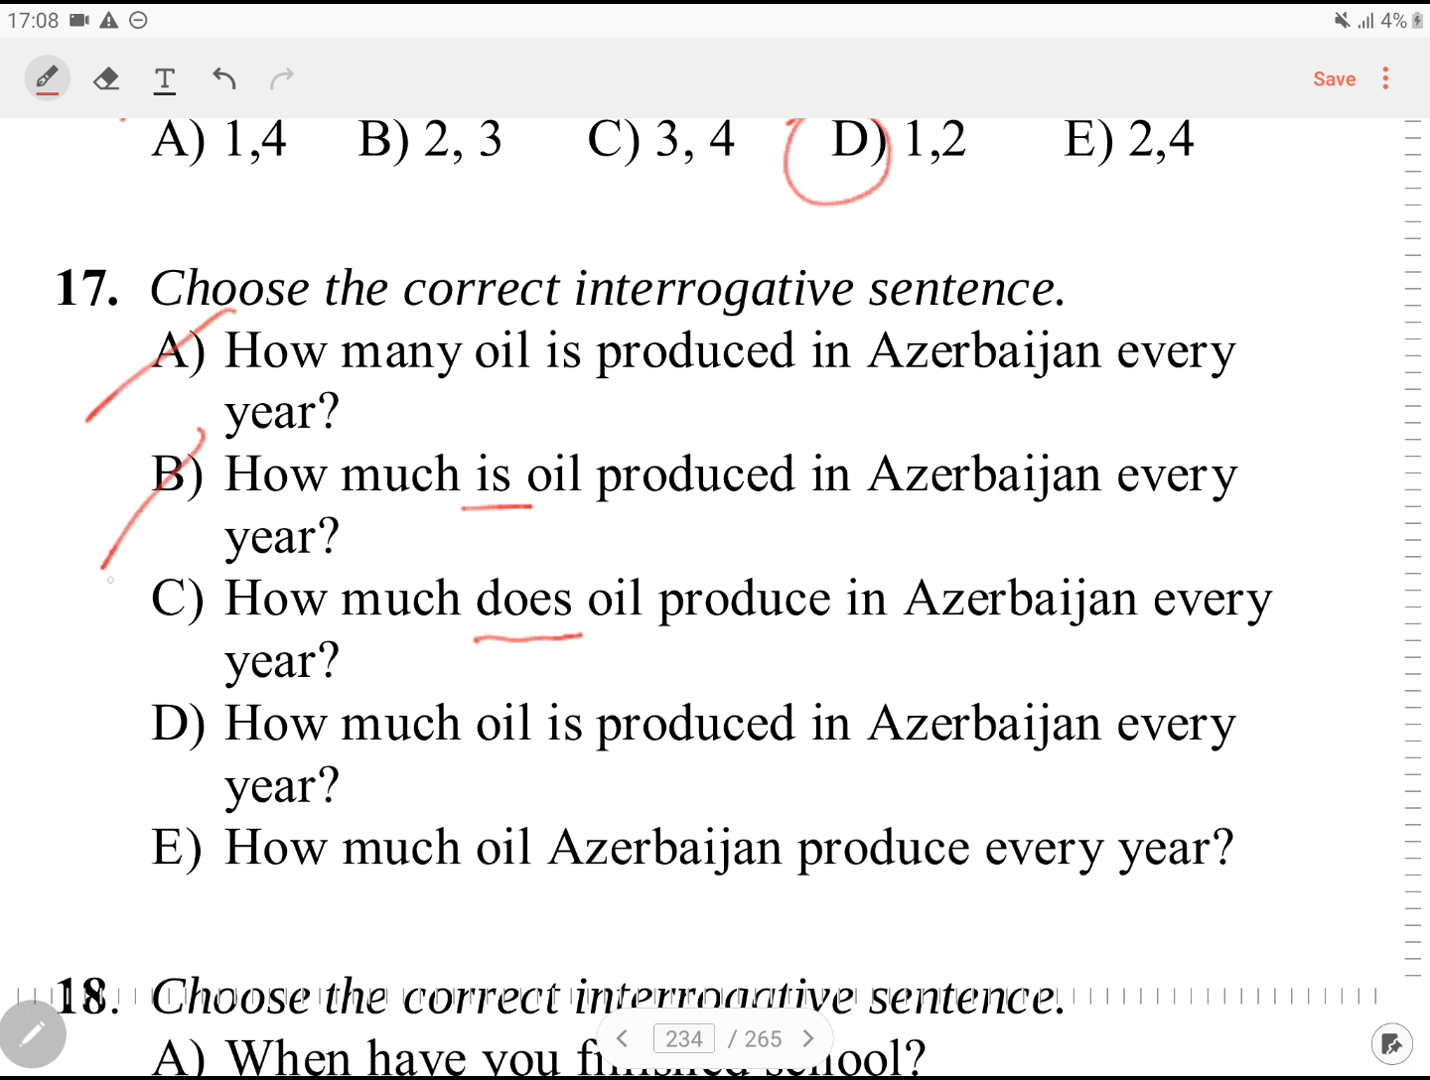 17:08 4%
T Save
A) 1,4 B) 2, 3 C) 3, 4 D) 1,2 E) 2,4
17. Choose the correct interrogative sentence.
A) How many oil is produced in Azerbaijan every
year?
B) How much is oil produced in Azerbaijan every
year?
C) How much does oil produce in Azerbaijan every
year?
D) How much oil is produced in Azerbaijan every
year?
E) How much oil Azerbaijan produce every year?
18. Choose the correct interrogative sentence.
A) When have you
234 / 265